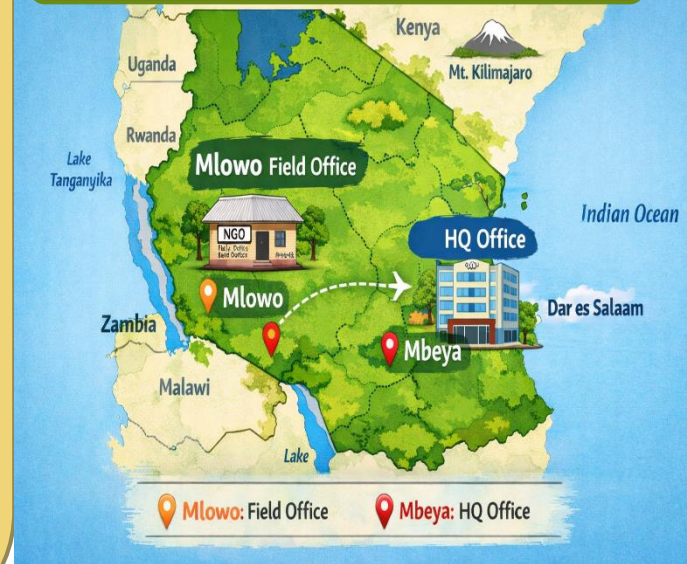 Kenya
Uganda
Mt. Kilimajaro
Rwanda
Lake
Tanganyika
Mlowo Field Office
NGO
Indian Ocean
HQ Office
Mlowo
Dar es Salaam
Zambia
Mbeya
Malawi
Lake
Mlowo: Field Office
Mbeya: HQ Office